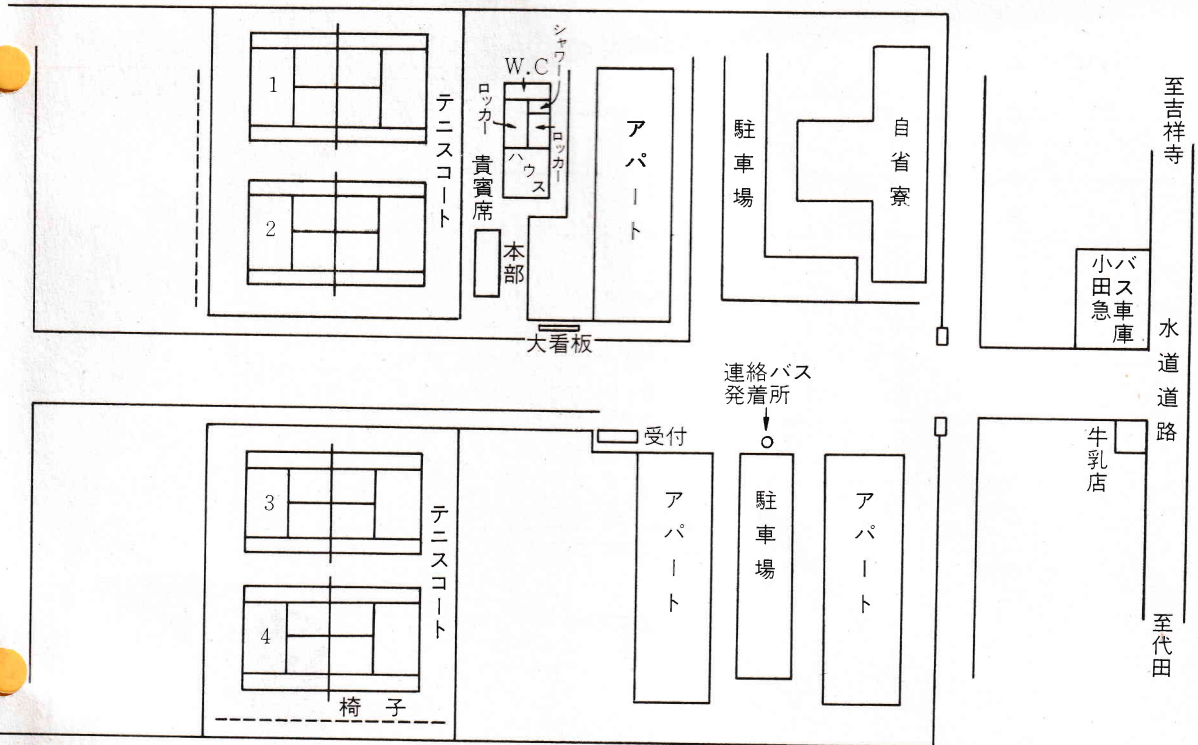 1
2
テニスコート
W.C
シャワー
ロッカー
ロッカー
ハウス
貴賓席
本部
大看板
アパート
駐車場
自省寮
至吉祥寺
小田急
バス車庫
水道道路
連絡バス
発着所
受付
牛乳店
3
4
テニスコート
椅子
アパート
駐車場
アパート
至代田